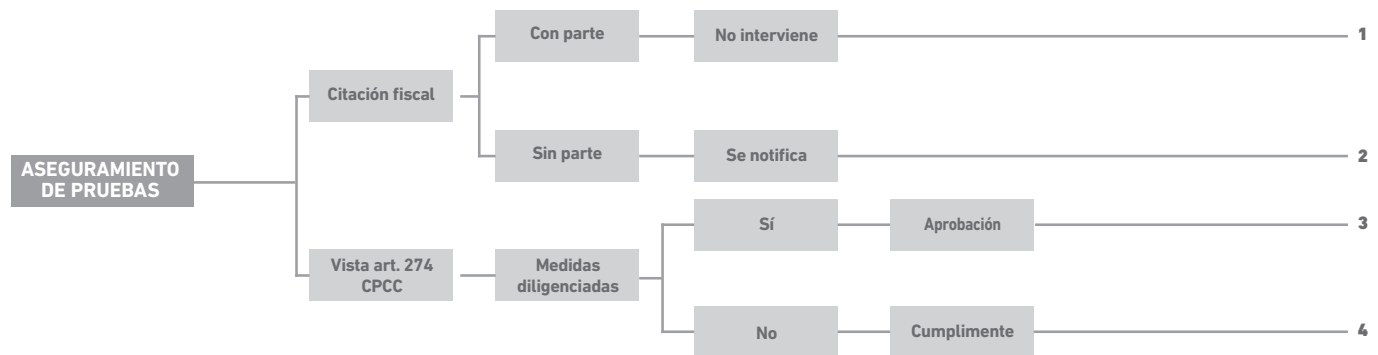 Con parte
No interviene
1
Citación fiscal
Sin parte
Se notifica
2
ASEGURAMIENTO
DE PRUEBAS
Sí
Aprobación
3
Vista art. 274
CPCC
Medidas
diligenciadas
No
Cumplimente
4